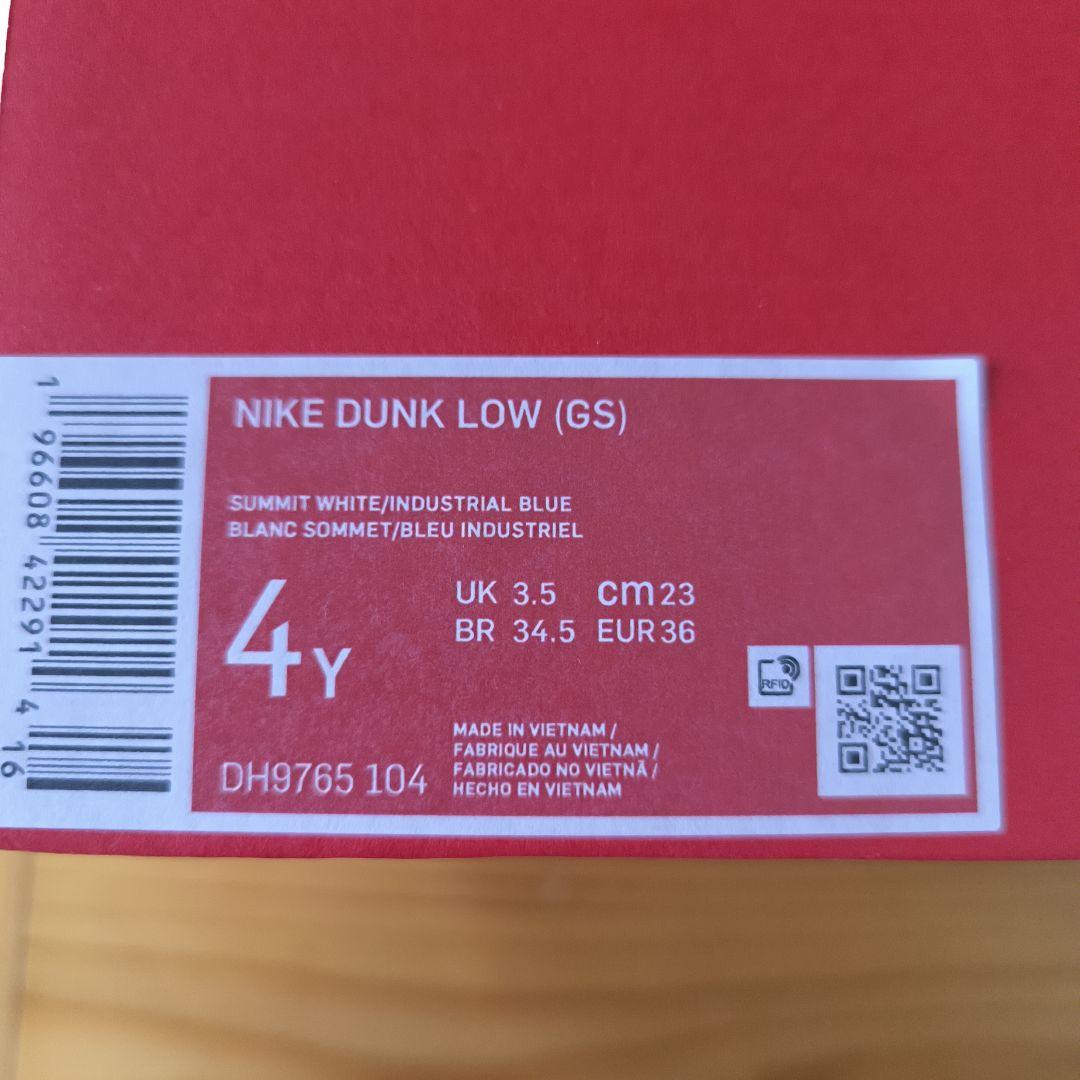 NIKE DUNK LOW (GS)
SUMMIT WHITE/INDUSTRIAL BLUE
BLANC SOMMET/BLEU INDUSTRIEL
4Y
UK 3.5 cm 23
BR 34.5 EUR 36
RFID
MADE IN VIETNAM /
FABRIQUE AU VIETNAM /
FABRICADO NO VIETNÃ /
HECHO EN VIETNAM
DH9765 104
1 96608 42291 4 16